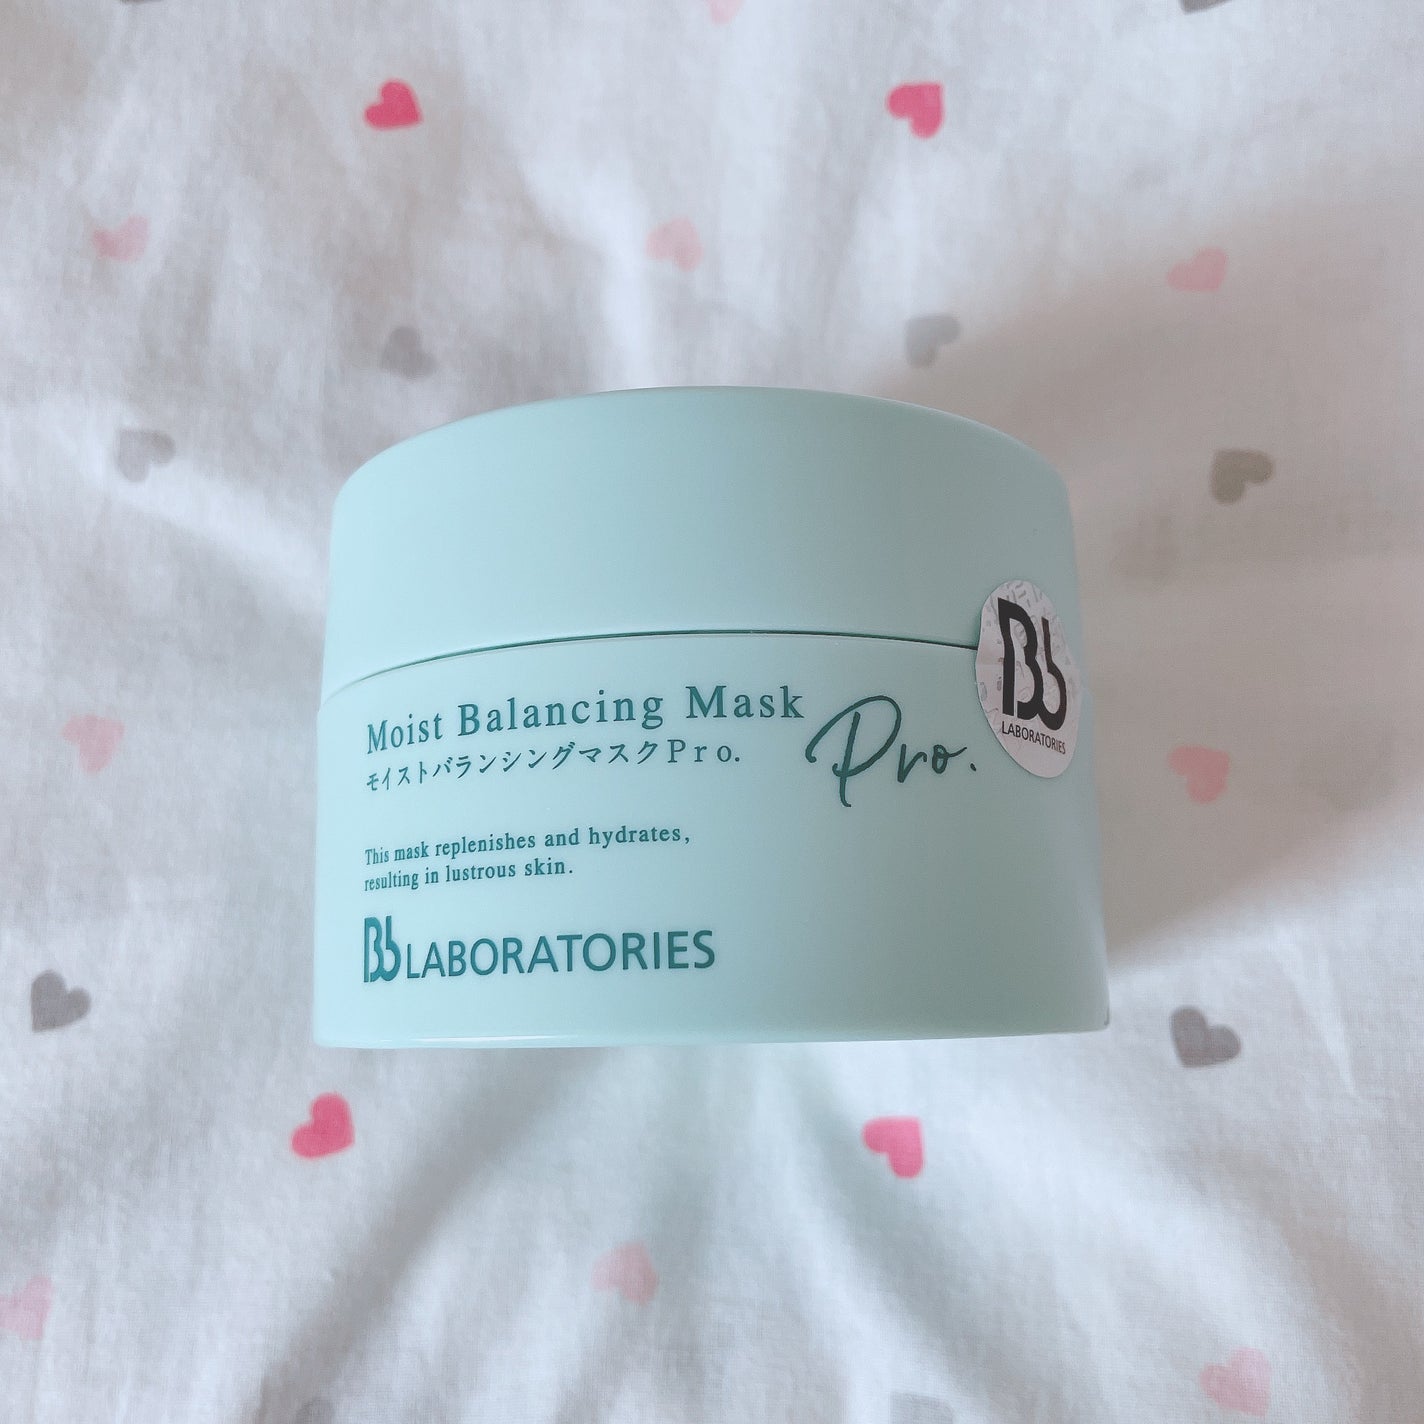 Moist Balancing Mask
Pro.
モイストバランシングマスクPro.
This mask replenishes and hydrates,
resulting in lustrous skin.
Bb LABORATORIES
Bb
LABORATORIES